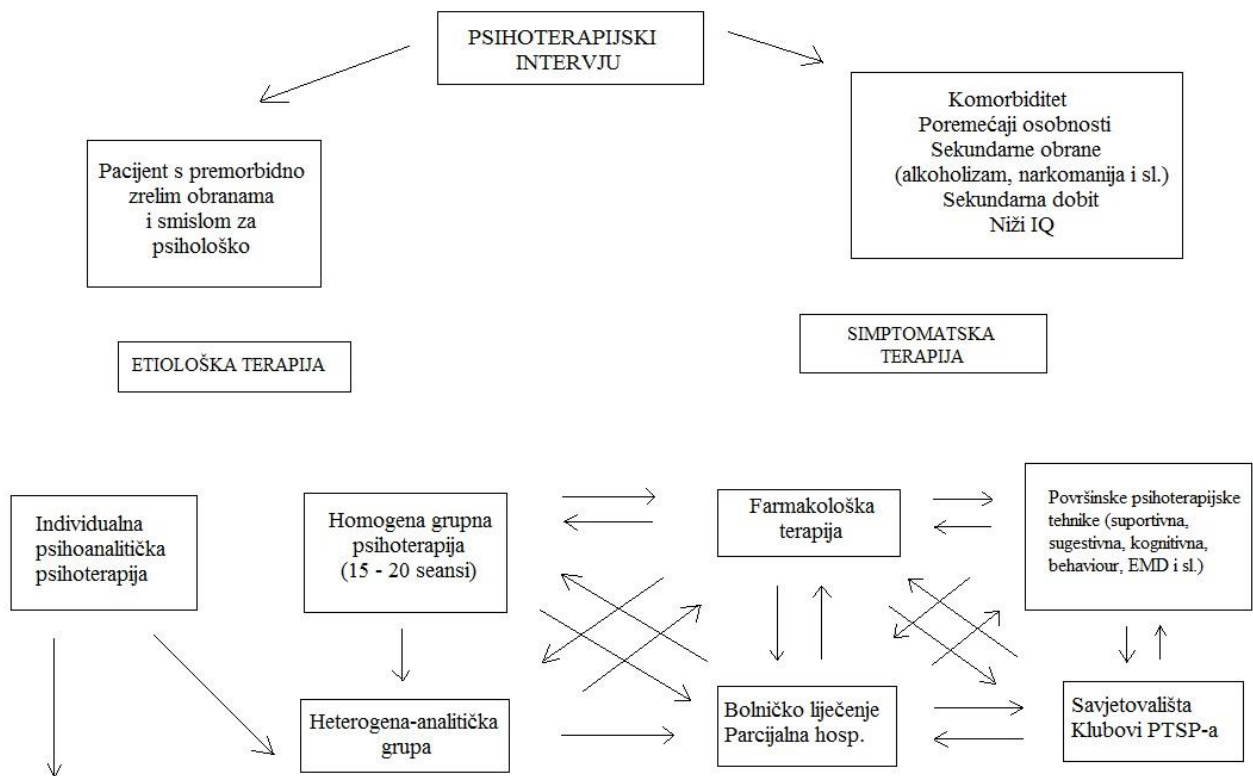 PSIHOTERAPIJSKI
INTERVJU
Pacijent s premorbidno
zrelim obranama
i smislom za
psihološko
Komorbiditet
Poremećaji osobnosti
Sekundarne obrane
(alkoholizam, narkomanija i sl.)
Sekundarna dobit
Niži IQ
ETIOLOŠKA TERAPIJA
SIMPTOMATSKA
TERAPIJA
Individualna
psihoanalitička
psihoterapija
Homogena grupna
psihoterapija
(15 - 20 seansi)
Farmakološka
terapija
Površinske psihoterapijske
tehnike (suportivna,
sugestivna, kognitivna,
behaviour, EMD i sl.)
Heterogena-analitička
grupa
Bolničko liječenje
Parcijalna hosp.
Savjetovališta
Klubovi PTSP-a